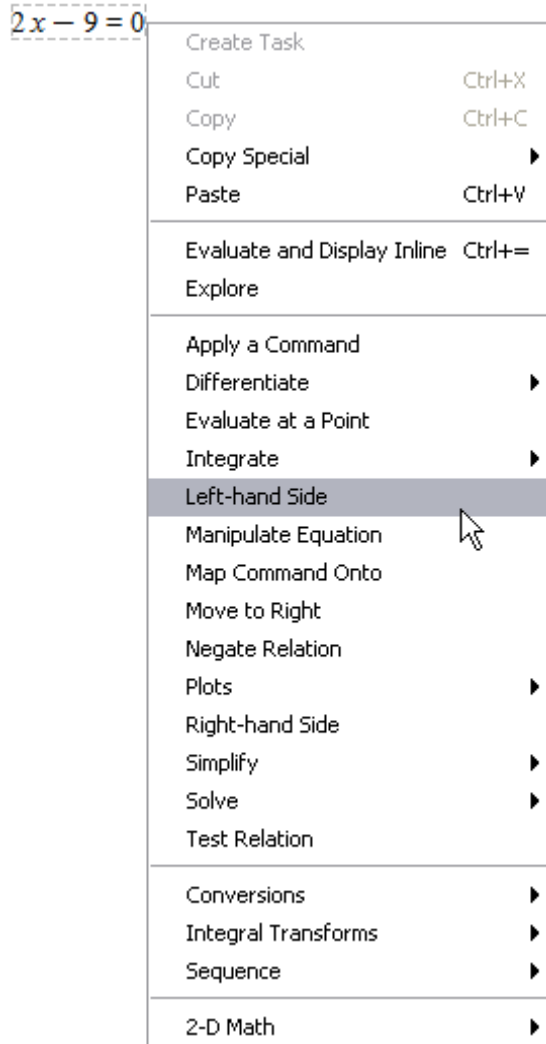 2 x − 9 = 0
Create Task
Cut Ctrl+X
Copy Ctrl+C
Copy Special
Paste Ctrl+V
Evaluate and Display Inline Ctrl+=
Explore
Apply a Command
Differentiate
Evaluate at a Point
Integrate
Left-hand Side
Manipulate Equation
Map Command Onto
Move to Right
Negate Relation
Plots
Right-hand Side
Simplify
Solve
Test Relation
Conversions
Integral Transforms
Sequence
2-D Math